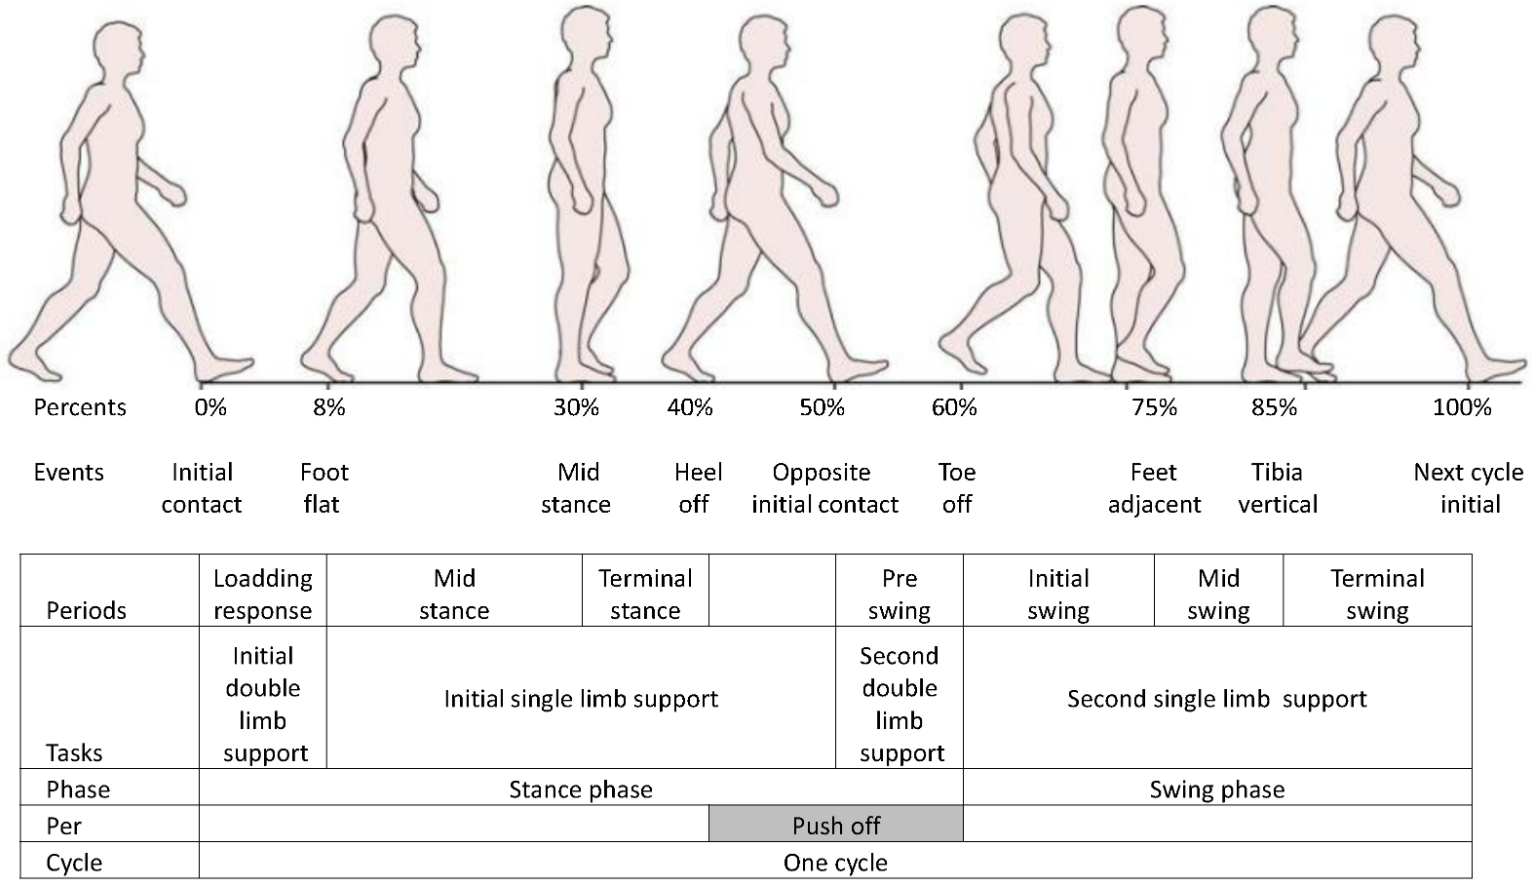 Percents 0% 8% 30% 40% 50% 60% 75% 85% 100%
Events Initial Foot Mid Heel Opposite Toe Feet Tibia Next cycle
contact flat stance off initial contact off adjacent vertical initial
Loadding Mid Terminal Pre Initial Mid Terminal
Periods response stance stance swing swing swing swing
Initial Second
double double
limb Initial single limb support limb Second single limb support
Tasks support support
Phase Stance phase Swing phase
Per Push off
Cycle One cycle